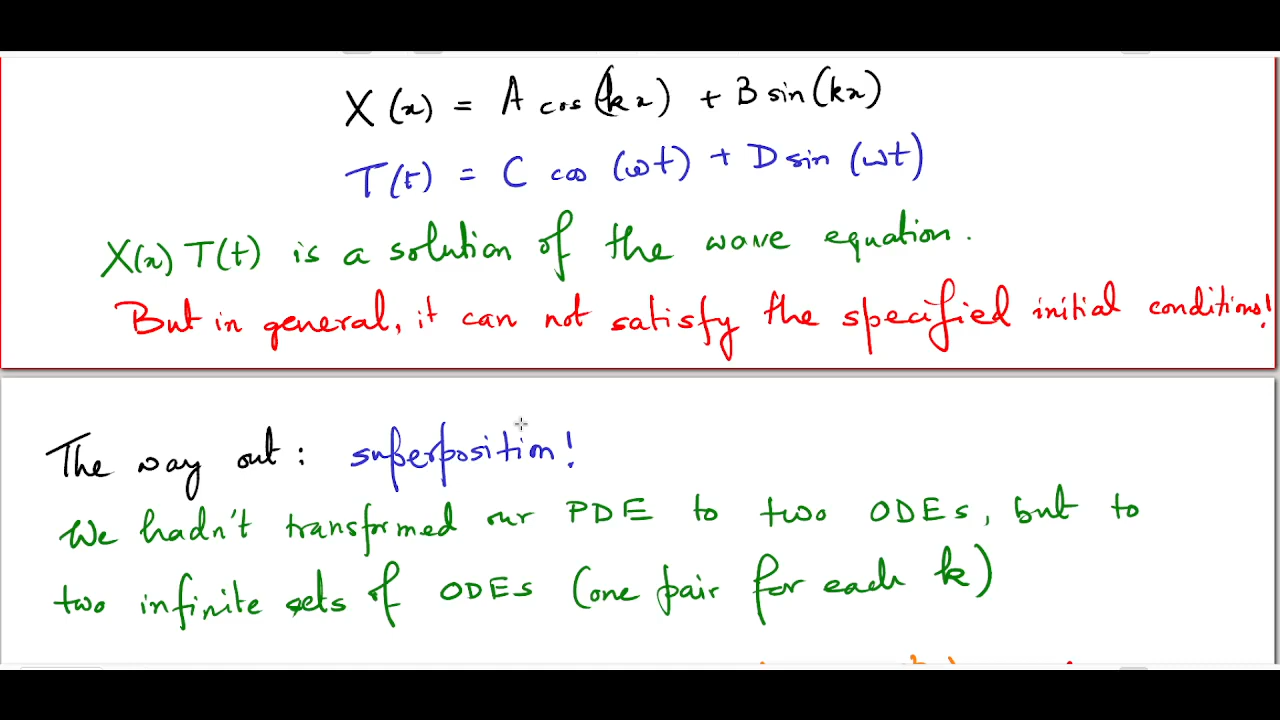 X(x) = A cos(kx) + B sin(kx)
T(t) = C cos (ωt) + D sin (ωt)
X(x) T(t) is a solution of the wave equation.
But in general, it can not satisfy the specified initial conditions!
The way out: superposition!
We hadn't transformed our PDE to two ODEs, but to
two infinite sets of ODEs (one pair for each k)